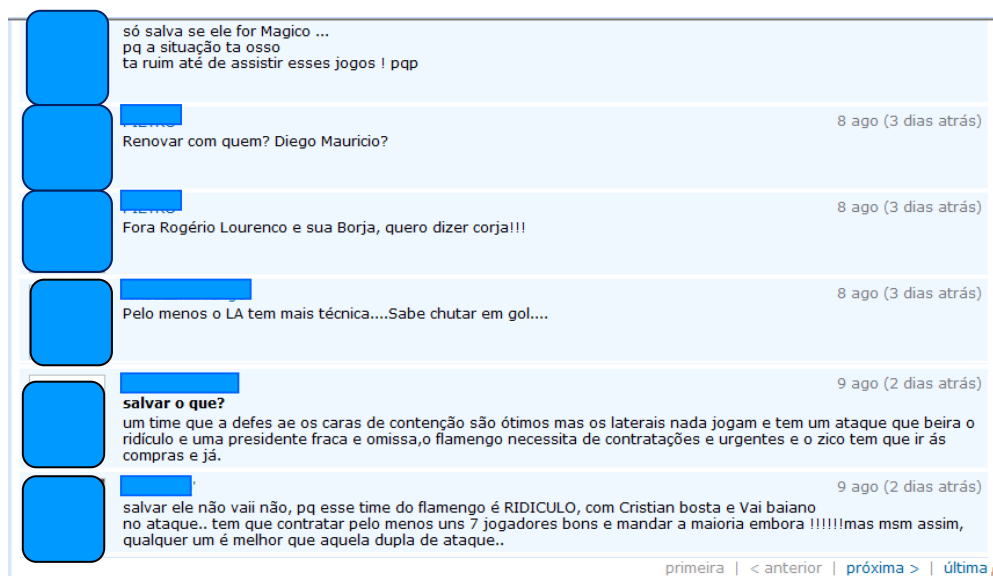 só salva se ele for Magico ...
pq a situação ta osso
ta ruim até de assistir esses jogos ! pqp
8 ago (3 dias atrás)
Renovar com quem? Diego Mauricio?
8 ago (3 dias atrás)
Fora Rogério Lourenco e sua Borja, quero dizer corja!!!
8 ago (3 dias atrás)
Pelo menos o LA tem mais técnica....Sabe chutar em gol....
9 ago (2 dias atrás)
salvar o que?
um time que a defes ae os caras de contenção são ótimos mas os laterais nada jogam e tem um ataque que beira o
ridículo e uma presidente fraca e omissa,o flamengo necessita de contratações e urgentes e o zico tem que ir ás
compras e já.
9 ago (2 dias atrás)
salvar ele não vaii não, pq esse time do flamengo é RIDICULO, com Cristian bosta e Vai baiano
no ataque.. tem que contratar pelo menos uns 7 jogadores bons e mandar a maioria embora !!!!!!mas msm assim,
qualquer um é melhor que aquela dupla de ataque..
primeira | < anterior | próxima > | última